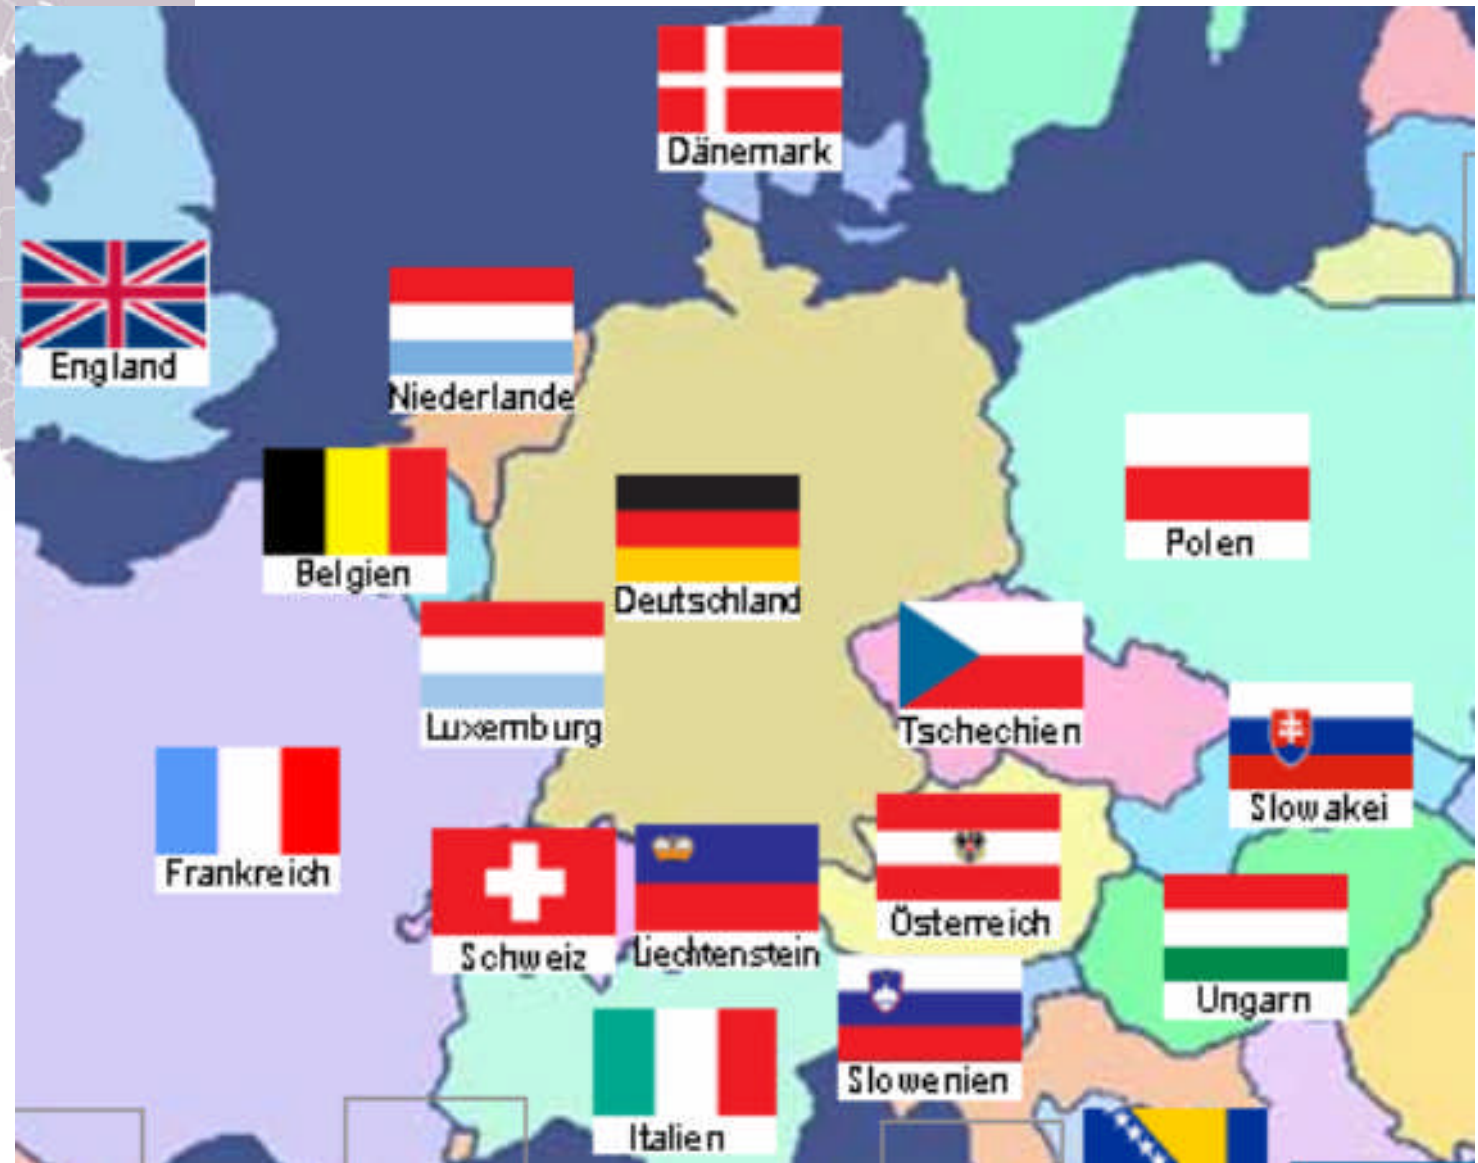 Dänemark
England
Niederlande
Belgien
Deutschland
Polen
Luxemburg
Tschechien
Slowakei
Frankreich
Schweiz
Liechtenstein
Österreich
Ungarn
Slowenien
Italien